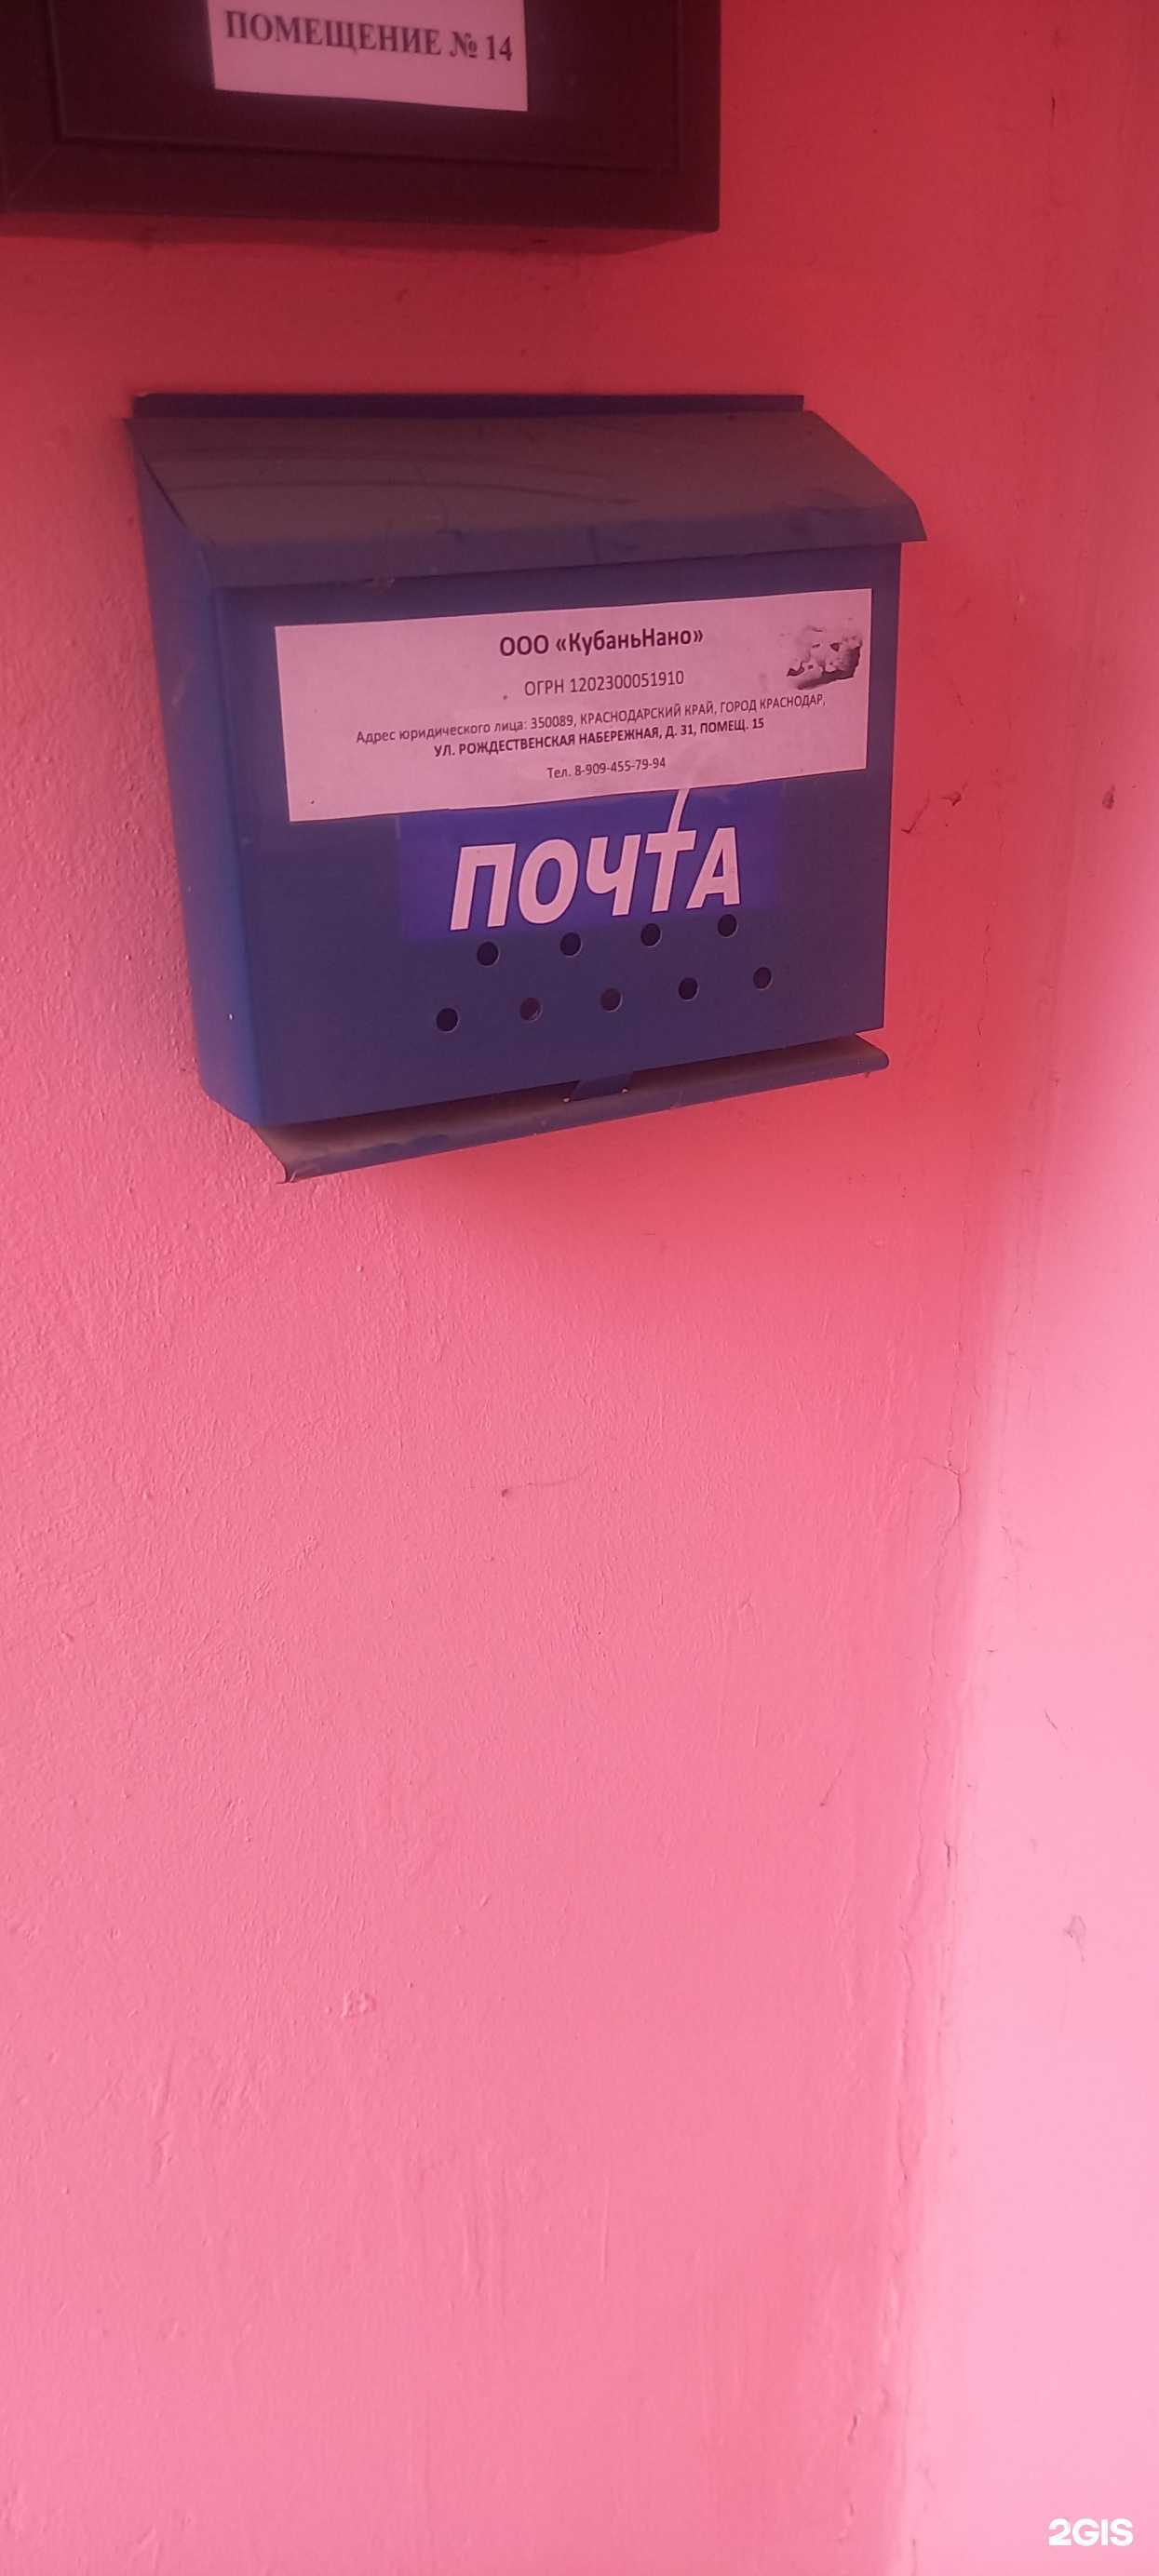 ПОМЕЩЕНИЕ № 14
ООО «КубаньНано»
ОГРН 1202300051910
Адрес юридического лица: 350089, КРАСНОДАРСКИЙ КРАЙ, ГОРОД КРАСНОДАР,
УЛ. РОЖДЕСТВЕНСКАЯ НАБЕРЕЖНАЯ, Д. 31, ПОМЕЩ. 15
Тел. 8-909-455-79-94
ПОЧТА
2GIS